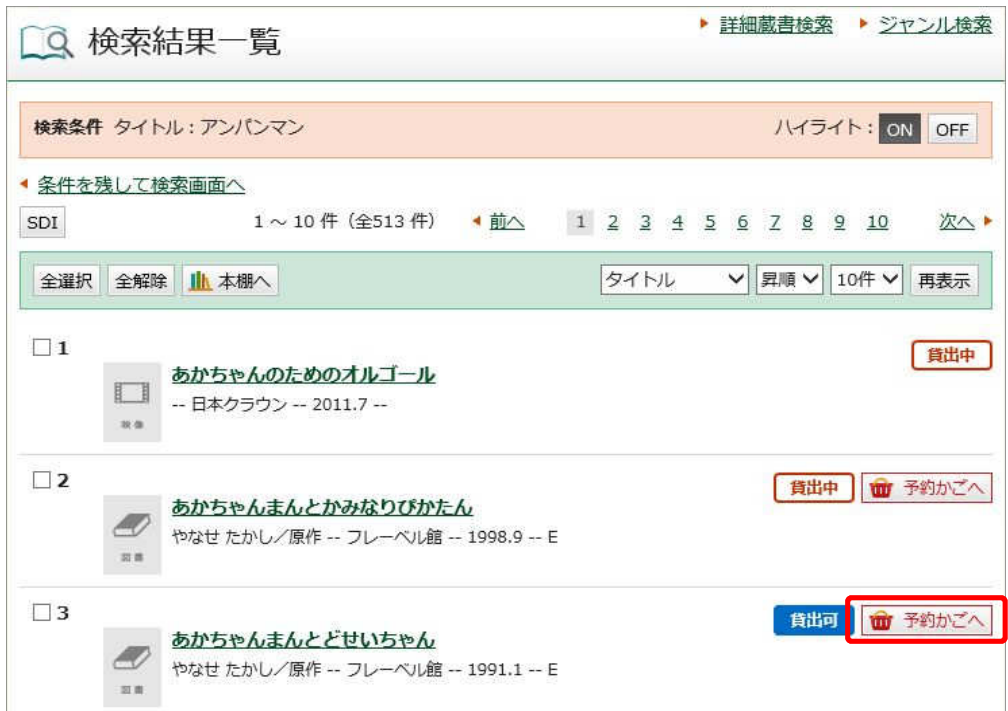 検索結果一覧
詳細蔵書検索 ジャンル検索
検索条件 タイトル：アンパンマン ハイライト： ON OFF
条件を残して検索画面へ
SDI 1 ～ 10 件（全513 件） 前へ 1 2 3 4 5 6 7 8 9 10 次へ
全選択 全解除 本棚へ タイトル 昇順 10件 再表示
1 貸出中
あかちゃんのためのオルゴール
-- 日本クラウン -- 2011.7 --
映像
2 貸出中 予約かごへ
あかちゃんまんとかみなりぴかたん
やなせ たかし／原作 -- フレーベル館 -- 1998.9 -- E
図書
3 貸出可 予約かごへ
あかちゃんまんとどせいちゃん
やなせ たかし／原作 -- フレーベル館 -- 1991.1 -- E
図書